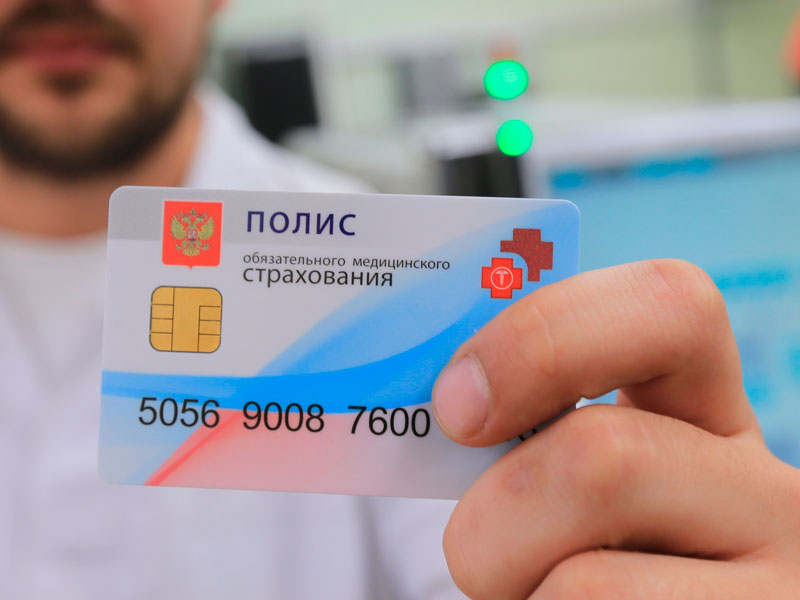 ПОЛИС
обязательного медицинского
страхования
5056 9008 7600